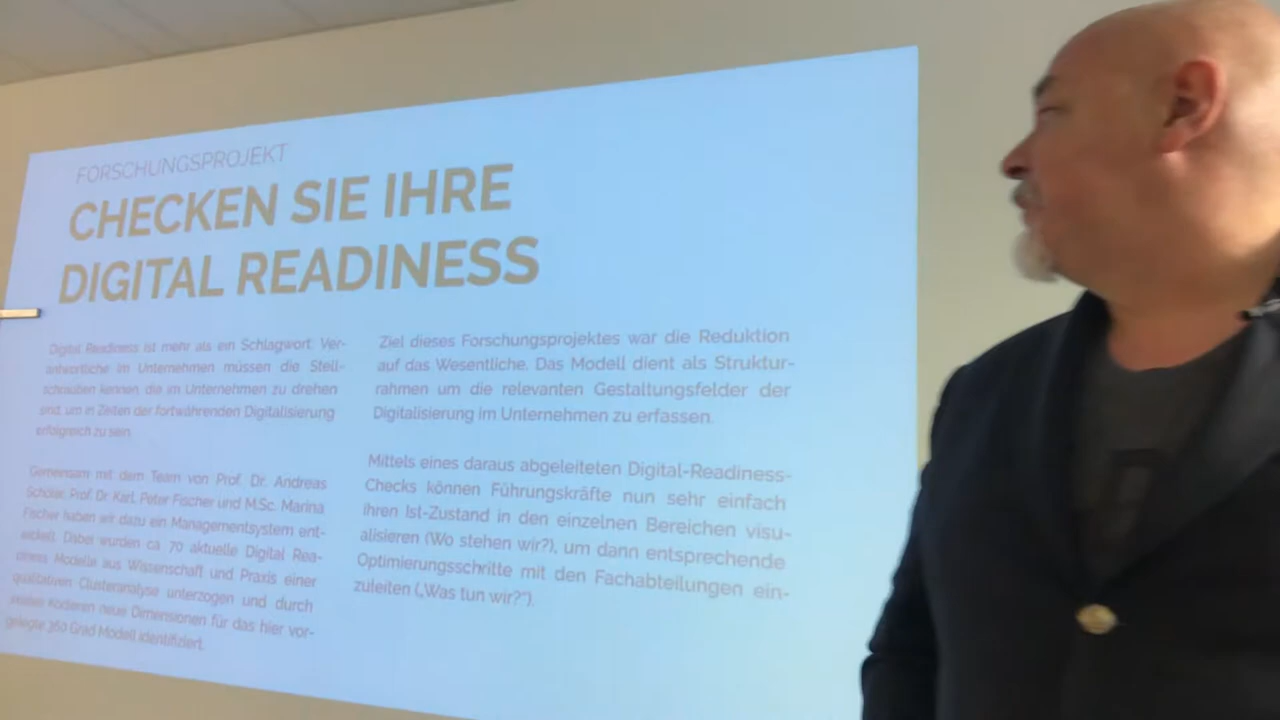 FORSCHUNGSPROJEKT
CHECKEN SIE IHRE
DIGITAL READINESS
Digital Readiness ist mehr als ein Schlagwort. Ver-
antwortliche im Unternehmen müssen die Stell-
schrauben kennen, die im Unternehmen zu drehen
sind, um in Zeiten der fortwährenden Digitalisierung
erfolgreich zu sein.
Gemeinsam mit dem Team von Prof. Dr. Andreas
Prof. Dr. Karl Peter Fischer und M.Sc. Marina
Fischer haben wir dazu ein Managementsystem ent-
wickelt. Dabei wurden ca. 70 aktuelle Digital Rea-
diness Modelle aus Wissenschaft und Praxis einer
qualitativen Clusteranalyse unterzogen und durch
Kodieren neue Dimensionen für das hier vor-
gelegte 360 Grad Modell identifiziert.
Ziel dieses Forschungsprojektes war die Reduktion
auf das Wesentliche. Das Modell dient als Struktur-
rahmen um die relevanten Gestaltungsfelder der
Digitalisierung im Unternehmen zu erfassen.
Mittels eines daraus abgeleiteten Digital-Readiness-
Checks können Führungskräfte nun sehr einfach
ihren Ist-Zustand in den einzelnen Bereichen visu-
alisieren (Wo stehen wir?), um dann entsprechende
Optimierungsschritte mit den Fachabteilungen ein-
zuleiten („Was tun wir?").